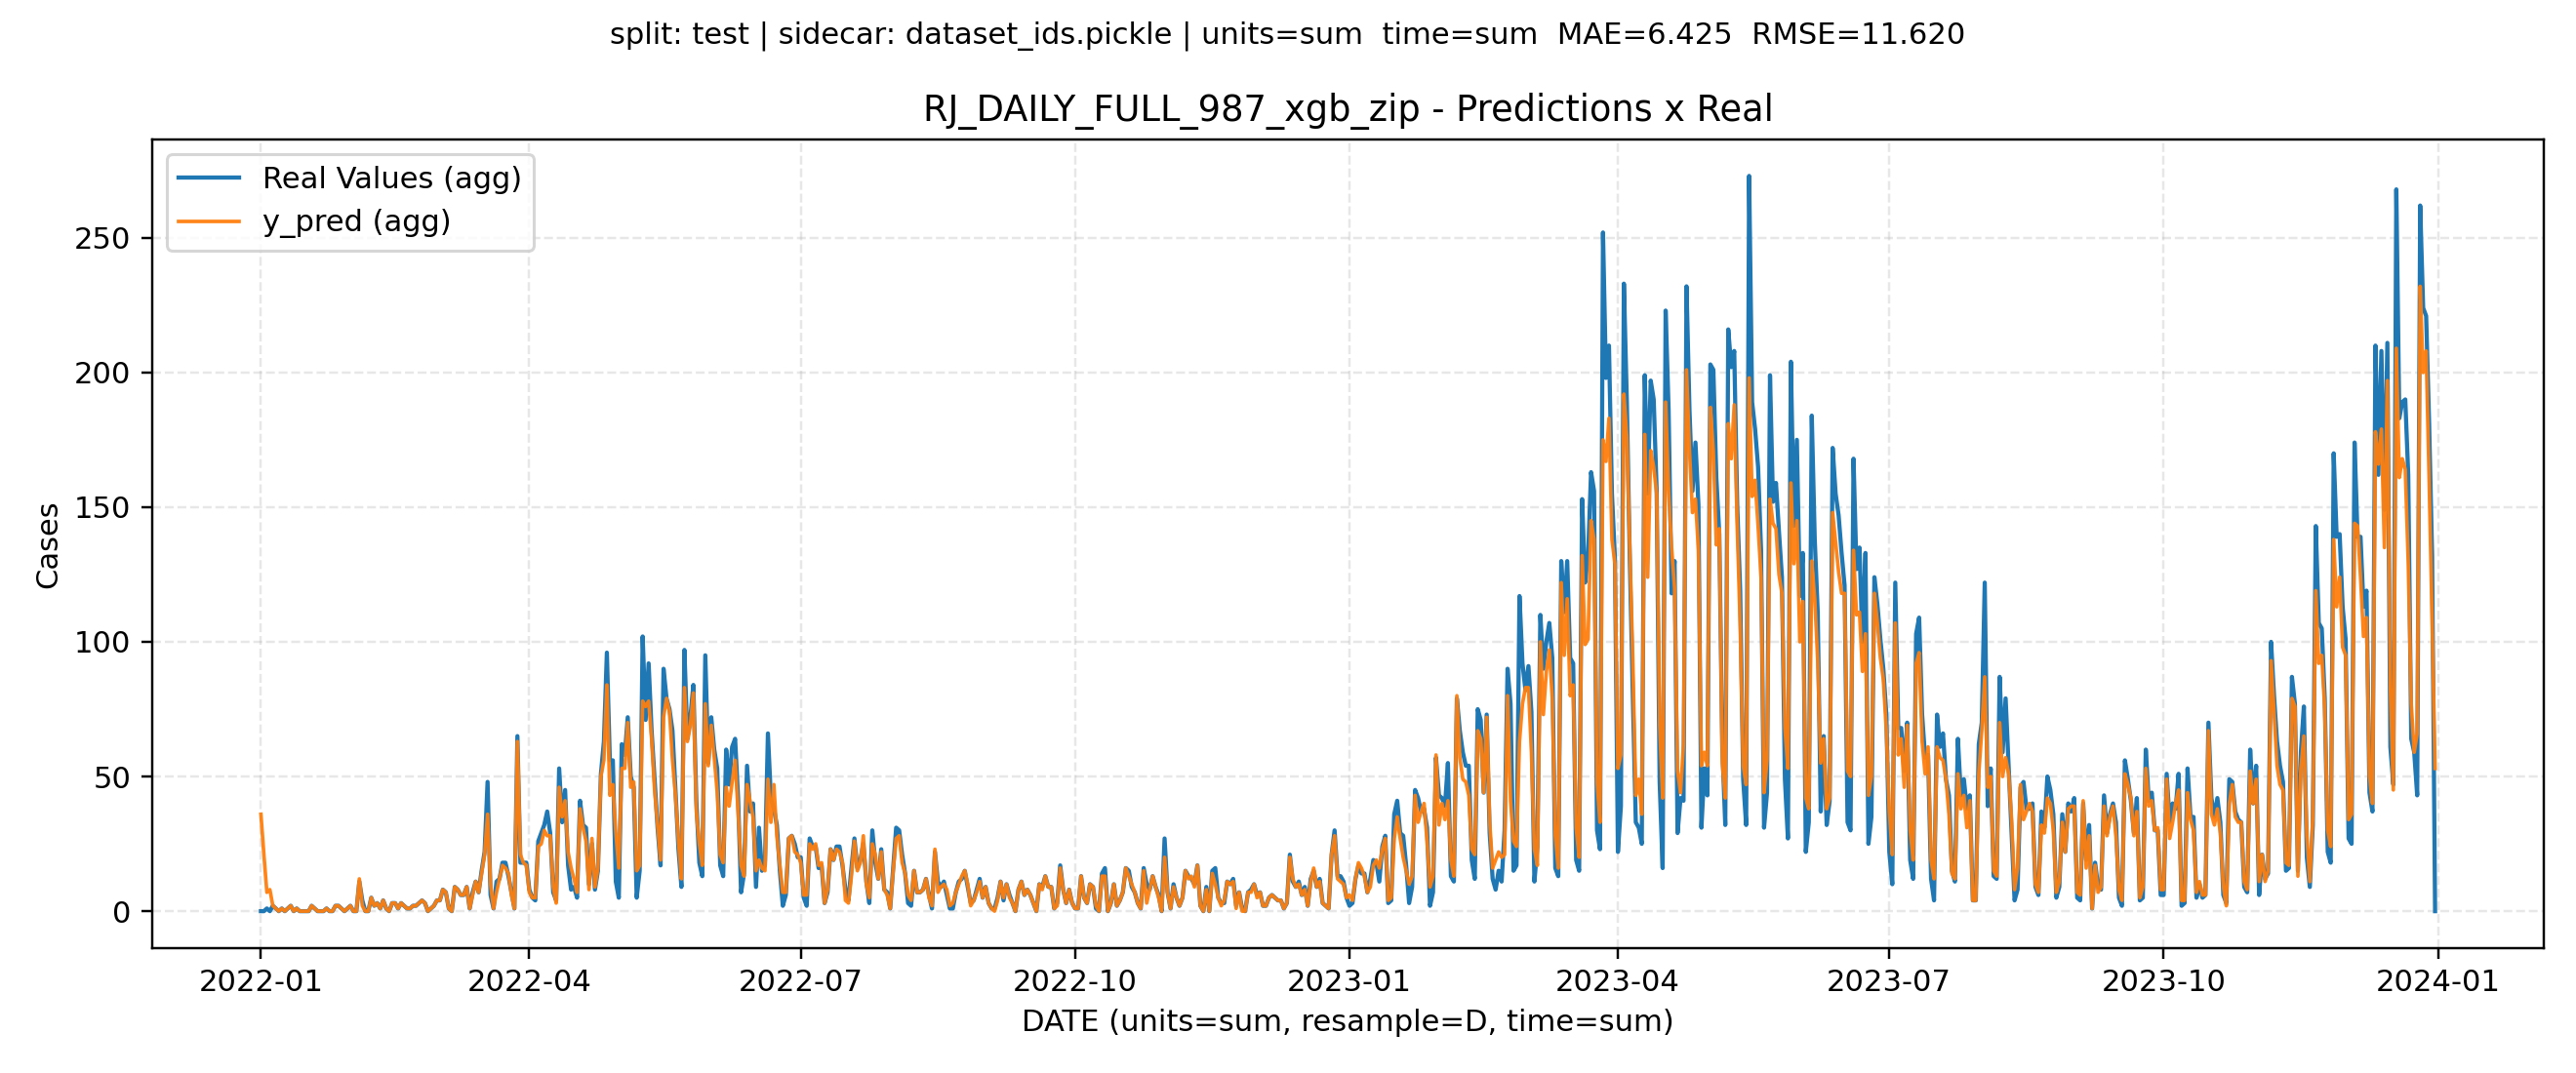 split: test | sidecar: dataset_ids.pickle | units=sum  time=sum  MAE=6.425  RMSE=11.620
RJ_DAILY_FULL_987_xgb_zip - Predictions x Real
Real Values (agg)
y_pred (agg)
250
200
150
100
50
0
Cases
2022-01
2022-04
2022-07
2022-10
2023-01
2023-04
2023-07
2023-10
2024-01
DATE (units=sum, resample=D, time=sum)